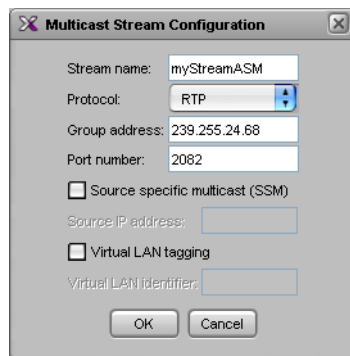 Multicast Stream Configuration
Stream name: myStreamASM
Protocol: RTP
Group address: 239.255.24.68
Port number: 2082
Source specific multicast (SSM)
Source IP address:
Virtual LAN tagging
Virtual LAN identifier:
OK Cancel